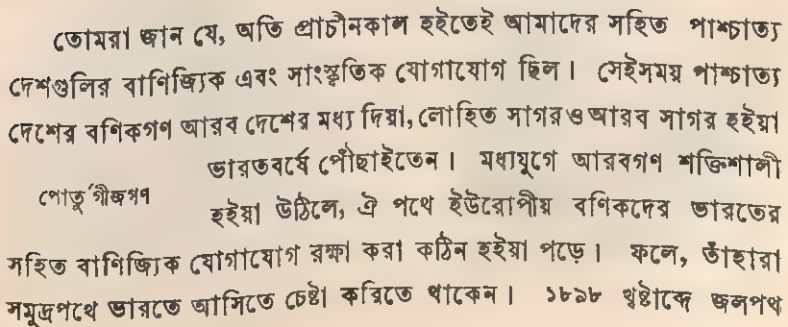 তোমরা জান যে, অতি প্রাচীনকাল হইতেই আমাদের সহিত পাশ্চাত্য
দেশগুলির বাণিজ্যিক এবং সাংস্কৃতিক যোগাযোগ ছিল। সেইসময় পাশ্চাত্য
দেশের বণিকগণ আরব দেশের মধ্য দিয়া, লোহিত সাগর ও আরব সাগর হইয়া
ভারতবর্ষে পৌঁছাইতেন। মধ্যযুগে আরবগণ শক্তিশালী
পোর্তুগীজগণ
হইয়া উঠিলে, ঐ পথে ইউরোপীয় বণিকদের ভারতের
সহিত বাণিজ্যিক যোগাযোগ রক্ষা করা কঠিন হইয়া পড়ে। ফলে, তাঁহারা
সমুদ্রপথে ভারতে আসিতে চেষ্টা করিতে থাকেন। ১৮৯৮ খৃষ্টাব্দে জলপথ